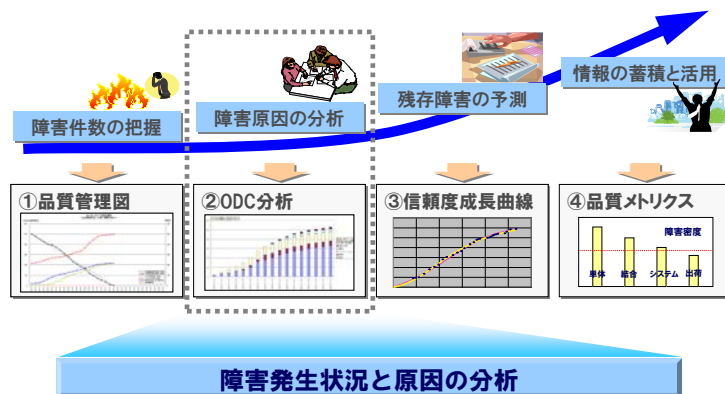 情報の蓄積と活用
残存障害の予測
障害原因の分析
障害件数の把握
①品質管理図
②ODC分析
③信頼度成長曲線
④品質メトリクス
障害密度
単体 結合 システム 出荷
障害発生状況と原因の分析